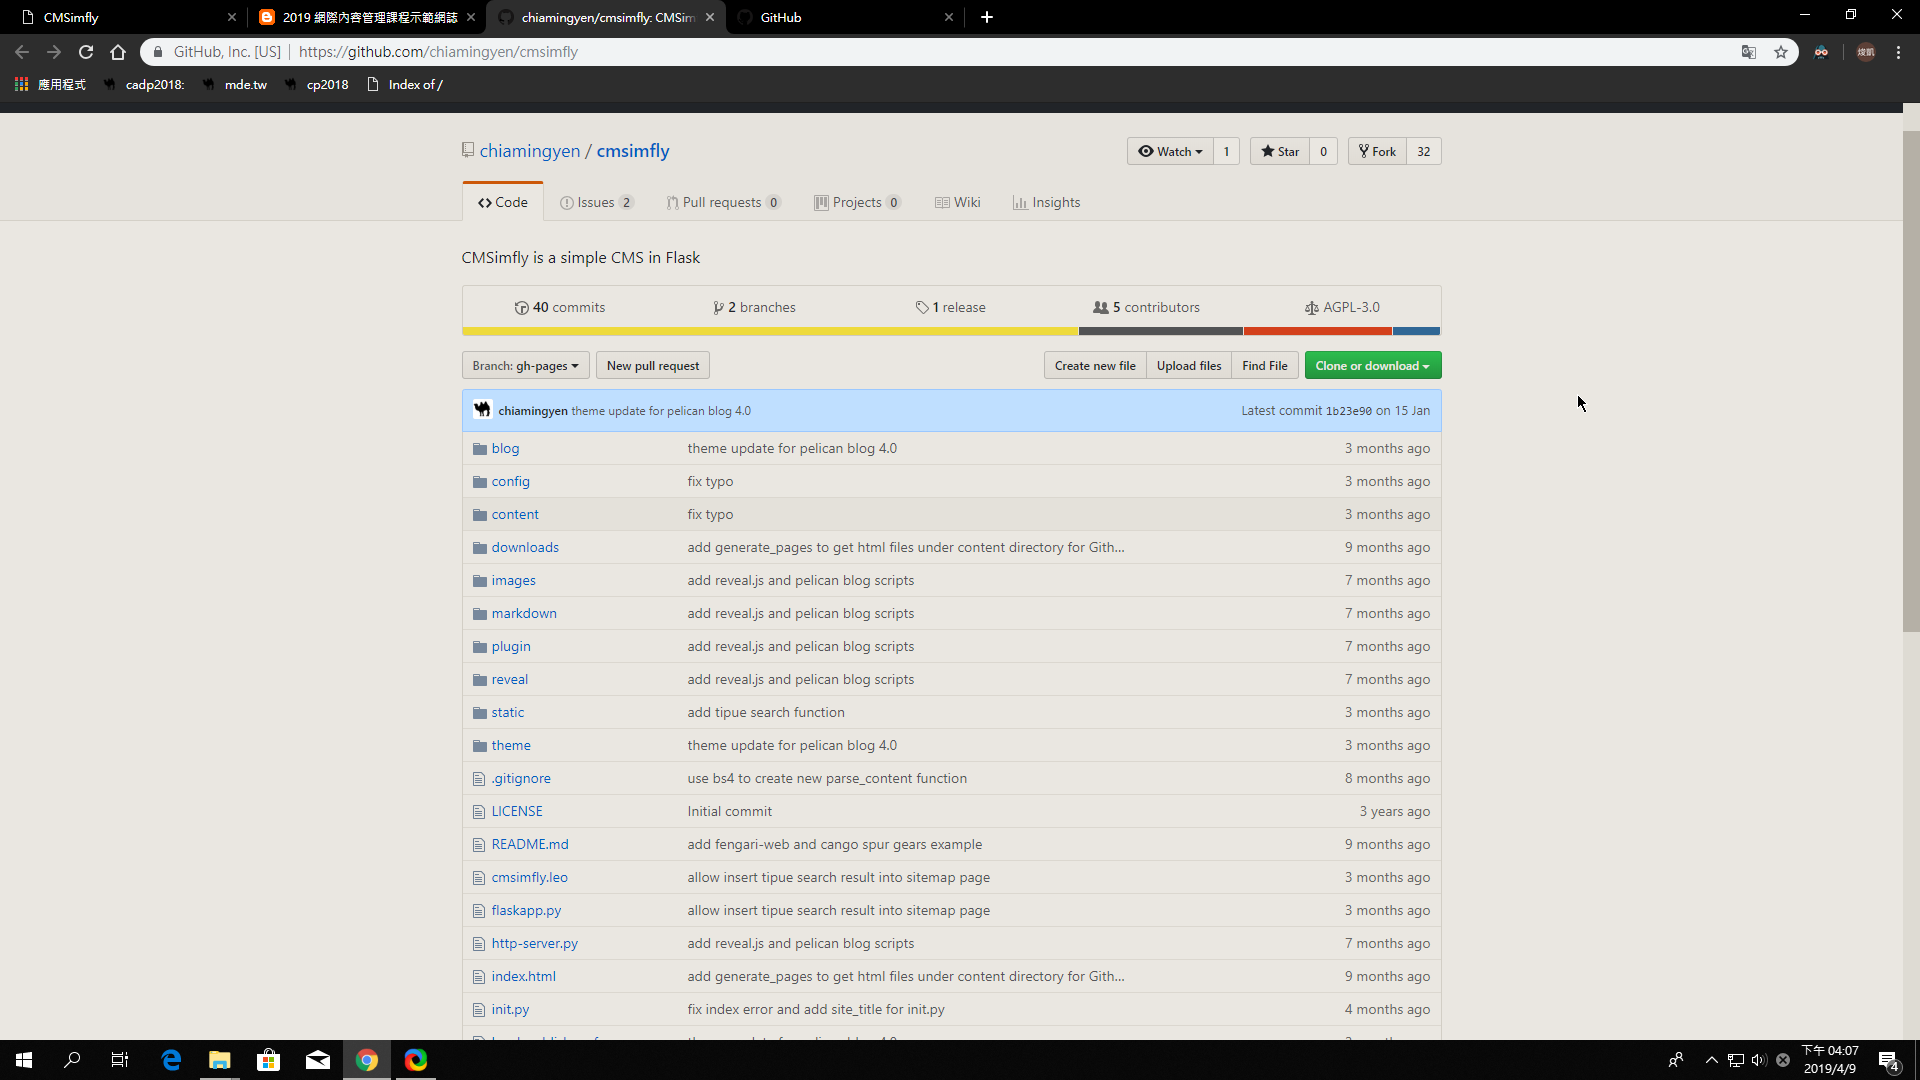 CMSimfly
2019 網際內容管理課程示範網誌
chiamingyen/cmsimfly: CMSim
GitHub
GitHub, Inc. [US] | https://github.com/chiamingyen/cmsimfly
應用程式 cadp2018: mde.tw cp2018 Index of /
chiamingyen / cmsimfly
Watch 1 Star 0 Fork 32
Code Issues 2 Pull requests 0 Projects 0 Wiki Insights
CMSimfly is a simple CMS in Flask
40 commits 2 branches 1 release 5 contributors AGPL-3.0
Branch: gh-pages New pull request Create new file Upload files Find File Clone or download
chiamingyen theme update for pelican blog 4.0 Latest commit 1b23e90 on 15 Jan
blog theme update for pelican blog 4.0 3 months ago
config fix typo 3 months ago
content fix typo 3 months ago
downloads add generate_pages to get html files under content directory for Gith... 9 months ago
images add reveal.js and pelican blog scripts 7 months ago
markdown add reveal.js and pelican blog scripts 7 months ago
plugin add reveal.js and pelican blog scripts 7 months ago
reveal add reveal.js and pelican blog scripts 7 months ago
static add tipue search function 3 months ago
theme theme update for pelican blog 4.0 3 months ago
.gitignore use bs4 to create new parse_content function 8 months ago
LICENSE Initial commit 3 years ago
README.md add fengari-web and cango spur gears example 9 months ago
cmsimfly.leo allow insert tipue search result into sitemap page 3 months ago
flaskapp.py allow insert tipue search result into sitemap page 3 months ago
http-server.py add reveal.js and pelican blog scripts 7 months ago
index.html add generate_pages to get html files under content directory for Gith... 9 months ago
init.py fix index error and add site_title for init.py 4 months ago
下午 04:07
2019/4/9
4